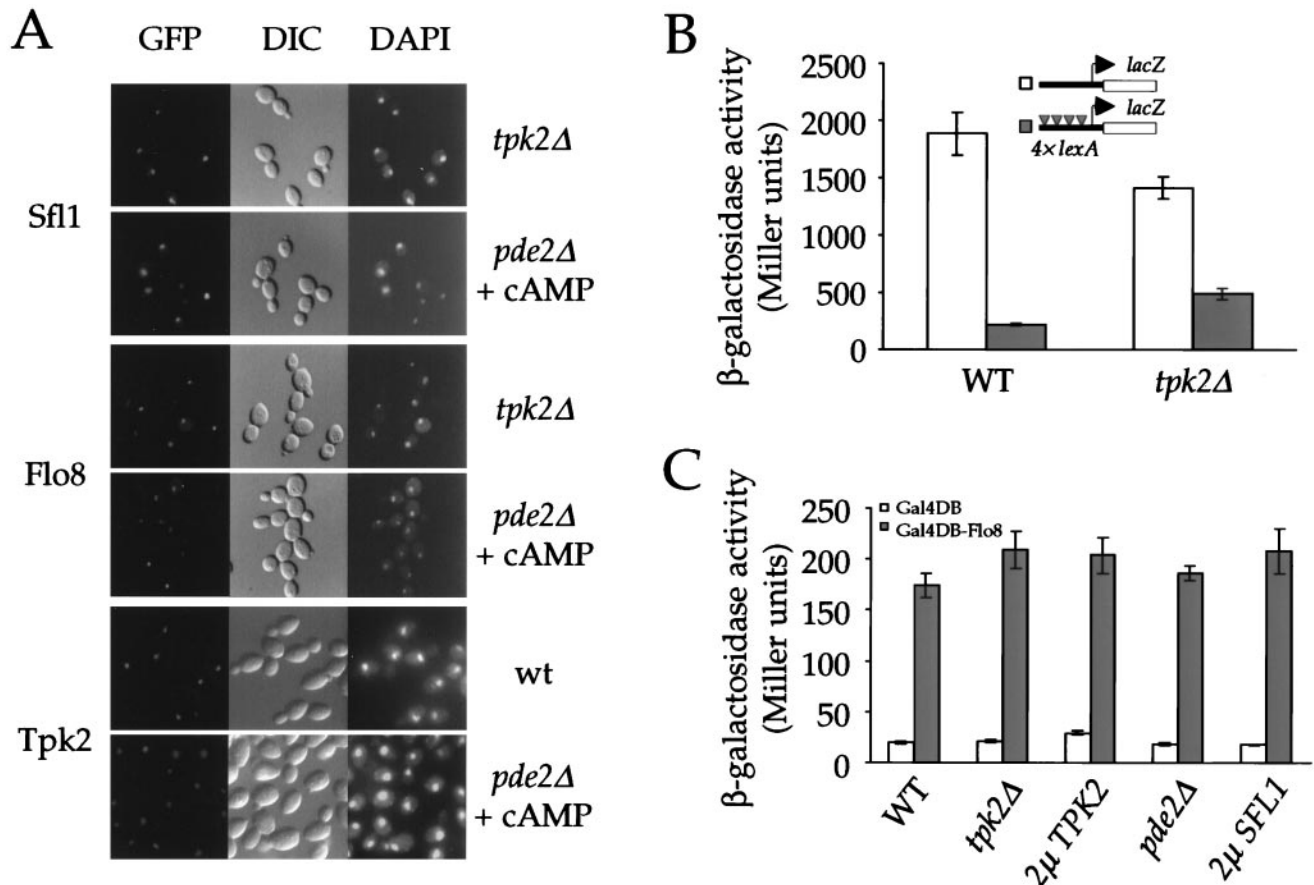 A
GFP DIC DAPI
Sfl1
tpk2Δ
pde2Δ
+ cAMP
Flo8
tpk2Δ
pde2Δ
+ cAMP
Tpk2
wt
pde2Δ
+ cAMP
B
β-galactosidase activity
(Miller units)
2500
2000
1500
1000
500
0
lacZ
lacZ
4×lexA
WT tpk2Δ
C
β-galactosidase activity
(Miller units)
250
200
150
100
50
0
Gal4DB
Gal4DB-Flo8
WT
tpk2Δ
2μ TPK2
pde2Δ
2μ SFL1